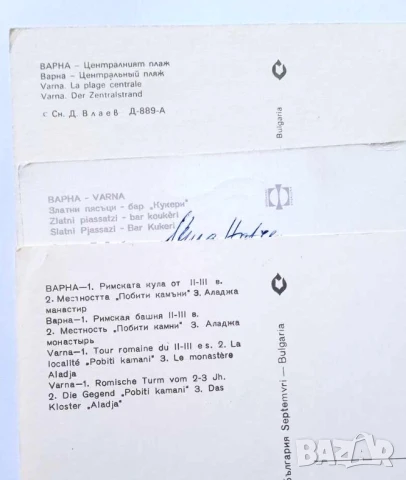 ВАРНА – Централният плаж
Варна – Центральный пляж
Varna. La plage centrale
Varna. Der Zentralstrand
с Сн. Д. Влаев Д-889-А
Bulgaria
ВАРНА - VARNA
Златни пясъци - бар „Кукери"
Zlatni piassatzi - bar koukèri
Slatni Pjassazi - Bar Kukeri
ВАРНА—1. Римската кула от II-III в.
2. Местността „Побити камъни" 3. Аладжа
манастир
Варна—1. Римская башня II-III в.
2. Местность „Побити камни" 3. Аладжа
монастырь
Varna—1. Tour romaine du II-III es. 2. La
localité „Pobiti kamani" 3. Le monastère
Aladja
Varna—1. Romische Turm vom 2-3 Jh.
2. Die Gegend „Pobiti kamani" 3. Das
Kloster „Aladja"
България Septemvri — Bulgaria
БАЗАР